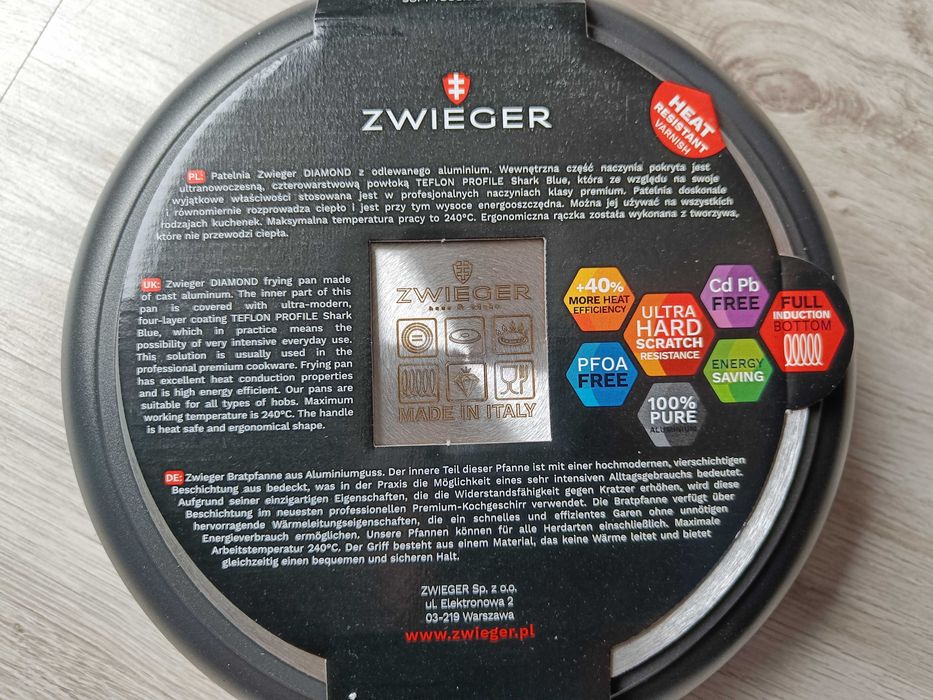 ZWIEGER
HEAT
RESISTANT
VARNISH
PL: Patelnia Zwieger DIAMOND z odlewanego aluminium. Wewnętrzna część naczynia pokryta jest
ultranowoczesną, czterowarstwową powłoką TEFLON PROFILE Shark Blue, która ze względu na swoje
wyjątkowe właściwości stosowana jest w profesjonalnych naczyniach klasy premium. Patelnia doskonale
i równomiernie rozprowadza ciepło i jest przy tym wysoce energooszczędna. Można jej używać na wszystkich
rodzajach kuchenek. Maksymalna temperatura pracy to 240°C. Ergonomiczna rączka została wykonana z tworzywa,
które nie przewodzi ciepła.
UK: Zwieger DIAMOND frying pan made
of cast aluminum. The inner part of this
pan is covered with ultra-modern,
four-layer coating TEFLON PROFILE Shark
Blue, which in practice means the
possibility of very intensive everyday use.
This solution is usually used in the
professional premium cookware. Frying pan
has excellent heat conduction properties
and is high energy efficient. Our pans are
suitable for all types of hobs. Maximum
working temperature is 240°C. The handle
is heat safe and ergonomical shape.
ZWIEGER
haus & küche
MADE IN ITALY
+40%
MORE HEAT
EFFICIENCY
ULTRA
HARD
SCRATCH
RESISTANCE
Cd Pb
FREE
FULL
INDUCTION
BOTTOM
PFOA
FREE
ENERGY
SAVING
100%
PURE
ALUMINIUM
DE: Zwieger Bratpfanne aus Aluminiumguss. Der innere Teil dieser Pfanne ist mit einer hochmodernen, vierschichtigen
Beschichtung aus bedeckt, was in der Praxis die Möglichkeit eines sehr intensiven Alltagsgebrauchs bedeutet.
Aufgrund seiner einzigartigen Eigenschaften, die die Widerstandsfähigkeit gegen Kratzer erhöhen, wird diese
Beschichtung im neuesten professionellen Premium-Kochgeschirr verwendet. Die Bratpfanne verfügt über
hervorragende Wärmeleitungseigenschaften, die ein schnelles und effizientes Garen ohne unnötigen
Energieverbrauch ermöglichen. Unsere Pfannen können für alle Herdarten einschließlich. Maximale
Arbeitstemperatur 240°C. Der Griff besteht aus einem Material, das keine Wärme leitet und bietet
gleichzeitig einen bequemen und sicheren Halt.
ZWIEGER Sp. z o.o.
ul. Elektronowa 2
03-219 Warszawa
www.zwieger.pl